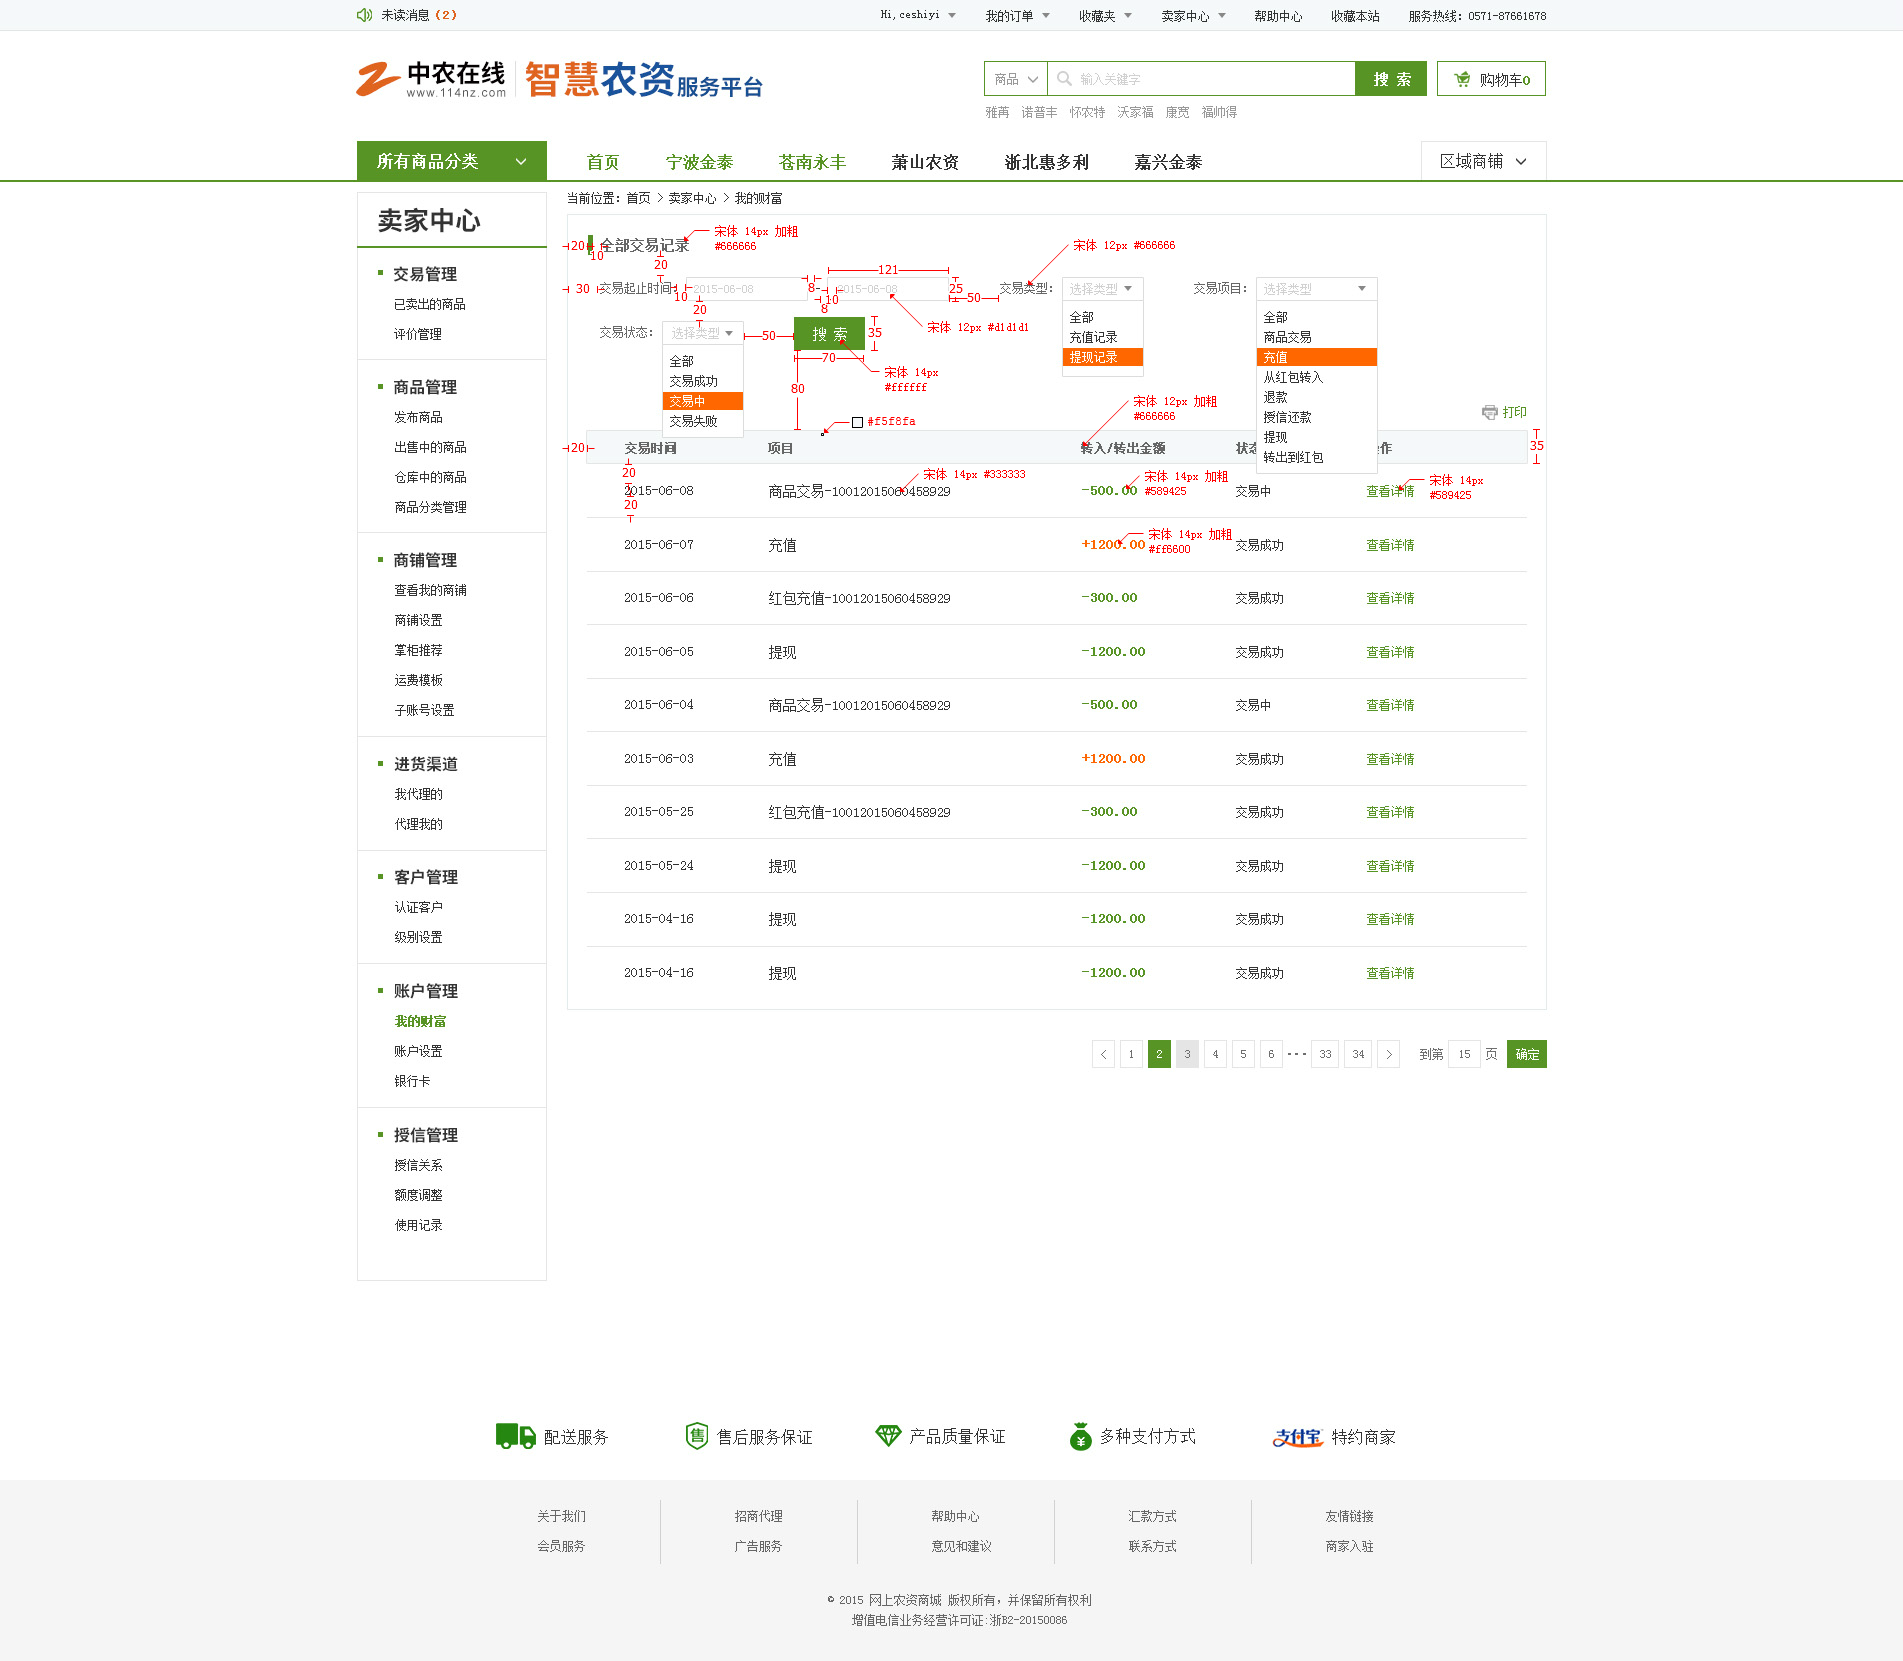 未读消息（2）
Hi,ceshiyi 我的订单 收藏夹 卖家中心 帮助中心 收藏本站 服务热线：0571-87661678
中农在线 智慧农资服务平台
www.114nz.com
商品 输入关键字 搜 索 购物车0
雅苒 诺普丰 怀农特 沃家福 康宽 福帅得
所有商品分类 首页 宁波金泰 苍南永丰 萧山农资 浙北惠多利 嘉兴金泰 区域商铺
当前位置：首页 > 卖家中心 > 我的财富
卖家中心
交易管理
已卖出的商品
评价管理
商品管理
发布商品
出售中的商品
仓库中的商品
商品分类管理
商铺管理
查看我的商铺
商铺设置
掌柜推荐
运费模板
子账号设置
进货渠道
我代理的
代理我的
客户管理
认证客户
级别设置
账户管理
我的财富
账户设置
银行卡
授信管理
授信关系
额度调整
使用记录
20
10
全部交易记录
宋体 14px 加粗
#666666
宋体 12px #666666
20
121
30 交易起止时间：
10
2015-06-08
8
10
8
2015-06-08
25
50
交易类型：
选择类型
全部
充值记录
提现记录
交易项目：
选择类型
全部
商品交易
充值
从红包转入
退款
授信还款
提现
转出到红包
20
宋体 12px #d1d1d1
交易状态：
选择类型
全部
交易成功
交易中
交易失败
50
搜 索
35
70
宋体 14px
#ffffff
80
#f5f8fa
宋体 12px 加粗
#666666
打印
20 交易时间 项目 转入/转出金额 35
20
宋体 14px #333333
宋体 14px 加粗
#589425
宋体 14px
#589425
2015-06-08 商品交易-10012015060458929 -500.00 交易中 查看详情
20
宋体 14px 加粗
#ff6600
2015-06-07 充值 +1200.00 交易成功 查看详情
2015-06-06 红包充值-10012015060458929 -300.00 交易成功 查看详情
2015-06-05 提现 -1200.00 交易成功 查看详情
2015-06-04 商品交易-10012015060458929 -500.00 交易中 查看详情
2015-06-03 充值 +1200.00 交易成功 查看详情
2015-05-25 红包充值-10012015060458929 -300.00 交易成功 查看详情
2015-05-24 提现 -1200.00 交易成功 查看详情
2015-04-16 提现 -1200.00 交易成功 查看详情
2015-04-16 提现 -1200.00 交易成功 查看详情
< 1 2 3 4 5 6 ··· 33 34 > 到第 15 页 确定
配送服务 售后服务保证 产品质量保证 多种支付方式 支付宝 特约商家
关于我们 招商代理 帮助中心 汇款方式 友情链接
会员服务 广告服务 意见和建议 联系方式 商家入驻
© 2015 网上农资商城 版权所有，并保留所有权利
增值电信业务经营许可证:浙B2-20150086